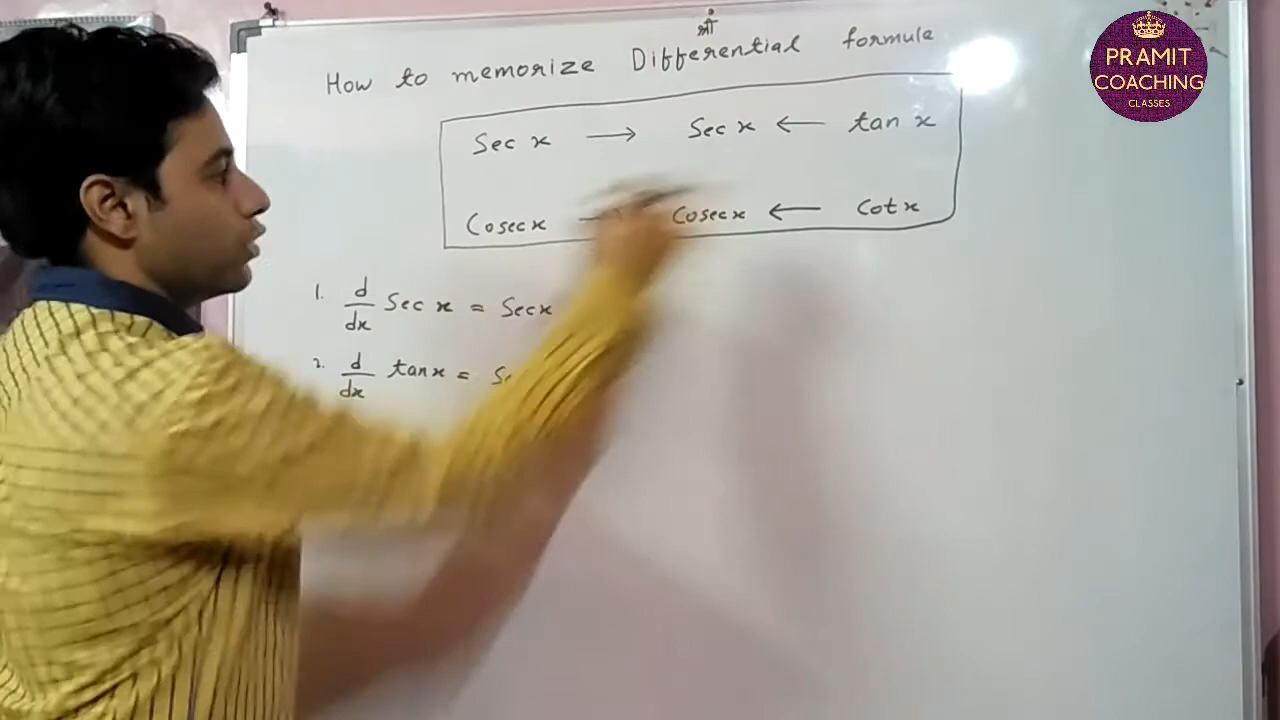 श्रीं
How to memorize Differential formula
Sec x → Sec x ← tan x
Cosec x → Cosec x ← Cot x
1. d/dx Sec x = Sec x
2. d/dx tan x =
PRAMIT
COACHING
CLASSES